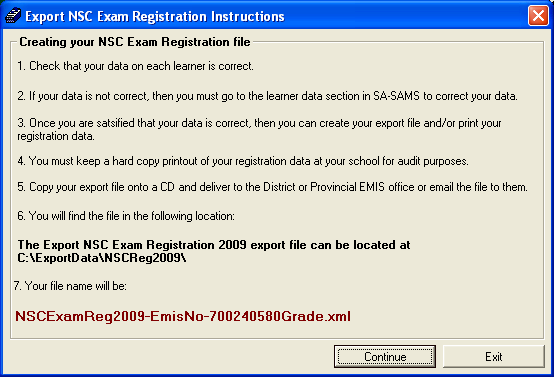 Export NSC Exam Registration Instructions
Creating your NSC Exam Registration file
1. Check that your data on each learner is correct.
2. If your data is not correct, then you must go to the learner data section in SA-SAMS to correct your data.
3. Once you are satsified that your data is correct, then you can create your export file and/or print your
registration data.
4. You must keep a hard copy printout of your registration data at your school for audit purposes.
5. Copy your export file onto a CD and deliver to the District or Provincial EMIS office or email the file to them.
6. You will find the file in the following location:
The Export NSC Exam Registration 2009 export file can be located at
C:\ExportData\NSCReg2009\
7. Your file name will be:
NSCExamReg2009-EmisNo-700240580Grade.xml
Continue Exit